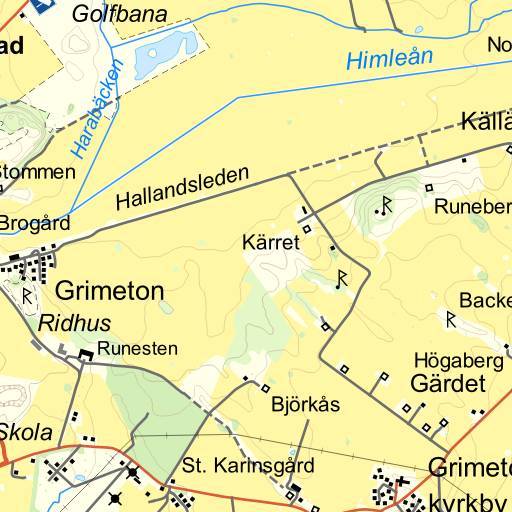 Golfbana
ad
Himleån
No
Harabäcken
Källä
Stommen
Hallandsleden
Runeber
Brogård
Kärret
Grimeton
Backe
Ridhus
Runesten
Högaberg
Gärdet
Björkås
Skola
St. Karinsgård
Grimeto
kyrkby